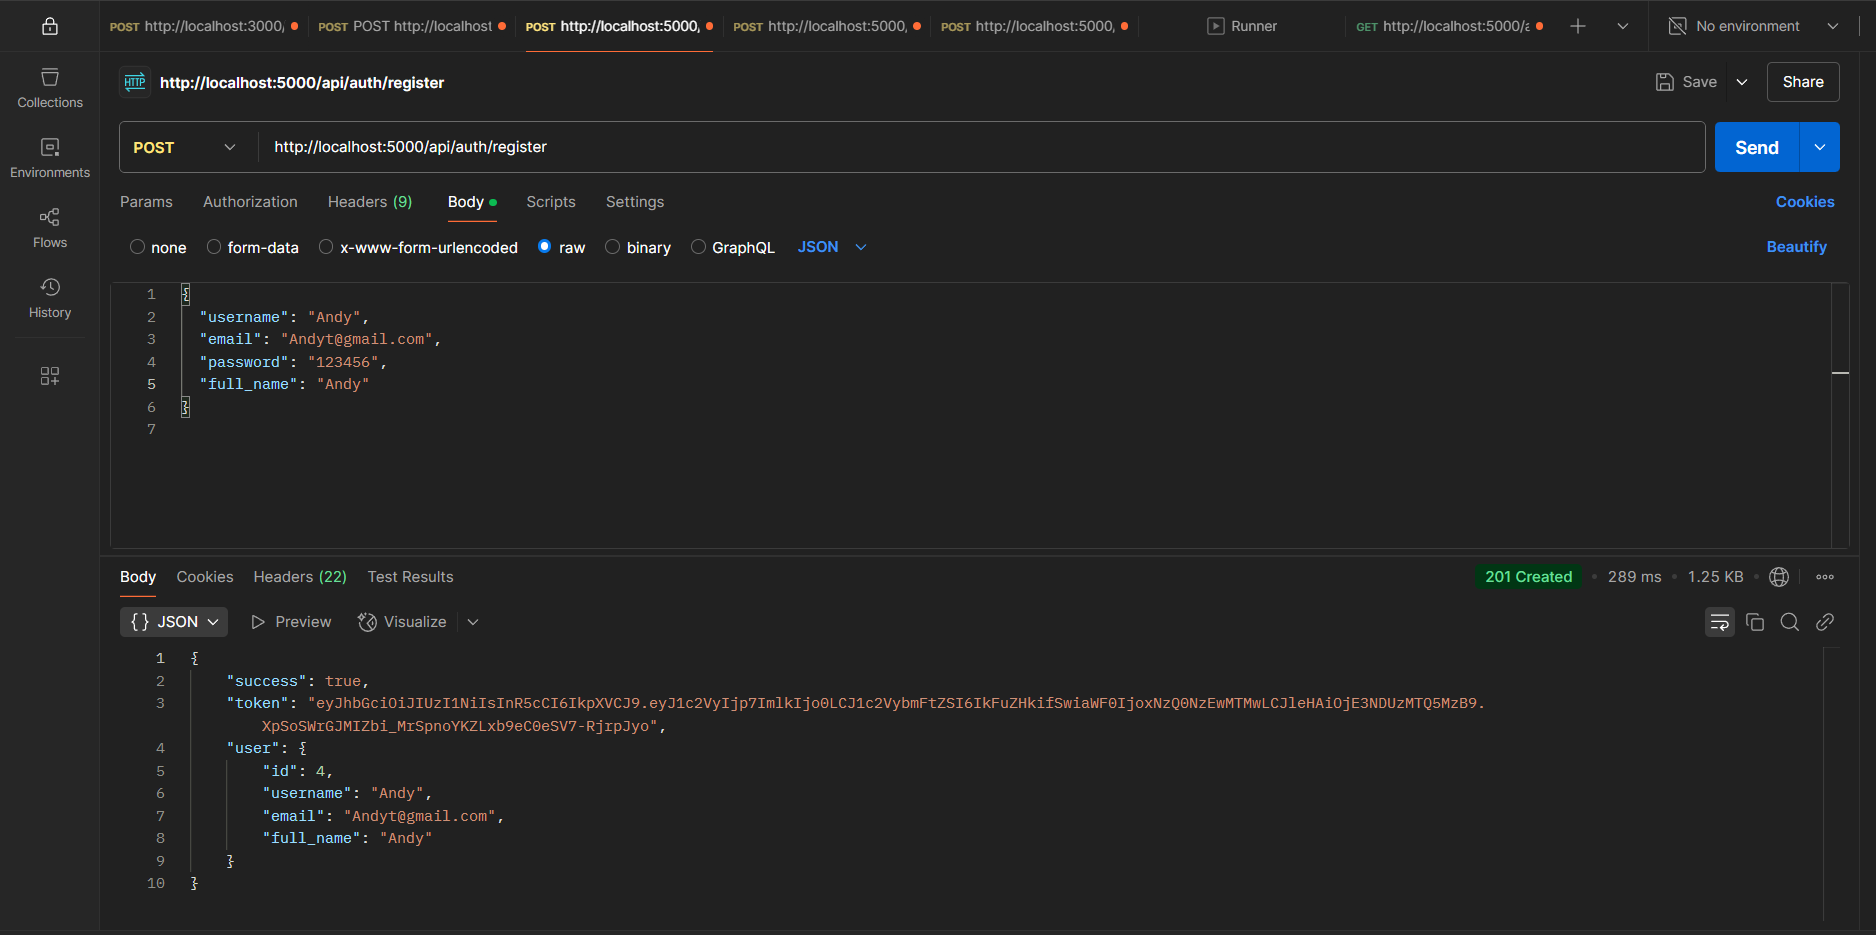 POST http://localhost:3000/
POST POST http://localhost
POST http://localhost:5000,
POST http://localhost:5000,
POST http://localhost:5000,
Runner
GET http://localhost:5000/a
No environment
Collections
Environments
Flows
History
HTTP http://localhost:5000/api/auth/register
Save
Share
POST
http://localhost:5000/api/auth/register
Send
Params
Authorization
Headers (9)
Body
Scripts
Settings
Cookies
none
form-data
x-www-form-urlencoded
raw
binary
GraphQL
JSON
Beautify
1 {
2 "username": "Andy",
3 "email": "Andyt@gmail.com",
4 "password": "123456",
5 "full_name": "Andy"
6 }
7
Body
Cookies
Headers (22)
Test Results
201 Created
289 ms
1.25 KB
{} JSON
Preview
Visualize
1 {
2 "success": true,
3 "token": "eyJhbGciOiJIUzI1NiIsInR5cCI6IkpXVCJ9.eyJ1c2VyIjp7ImlkIjo0LCJ1c2VybmFtZSI6IkFuZHkifSwiaWF0IjoxNzQ0NzEwMTMwLCJleHAiOjE3NDUzMTQ5MzB9.
XpSoSWrGJMIZbi_MrSpnoYKZLxb9eC0eSV7-RjrpJyo",
4 "user": {
5 "id": 4,
6 "username": "Andy",
7 "email": "Andyt@gmail.com",
8 "full_name": "Andy"
9 }
10 }